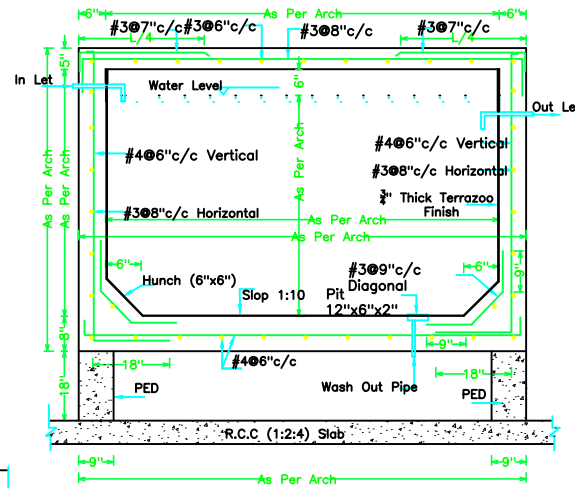 6" As Per Arch 6"
#3@7"c/c #3@6"c/c #3@8"c/c #3@7"c/c
L/4 L/4
5"
In Let
Water Level
6"
Out Le
#4@6"c/c Vertical
#4@6"c/c Vertical
#3@8"c/c Horizontal
As Per Arch
As Per Arch
As Per Arch
3/4" Thick Terrazoo
Finish
#3@8"c/c Horizontal
As Per Arch
As Per Arch
6"
Hunch (6"x6")
#3@9"c/c
Diagonal
6"
9"
Slop 1:10
Pit
12"x6"x2"
8"
9"
#4@6"c/c
18"
18"
18"
PED
Wash Out Pipe
PED
R.C.C (1:2:4) Slab
9"
9"
As Per Arch